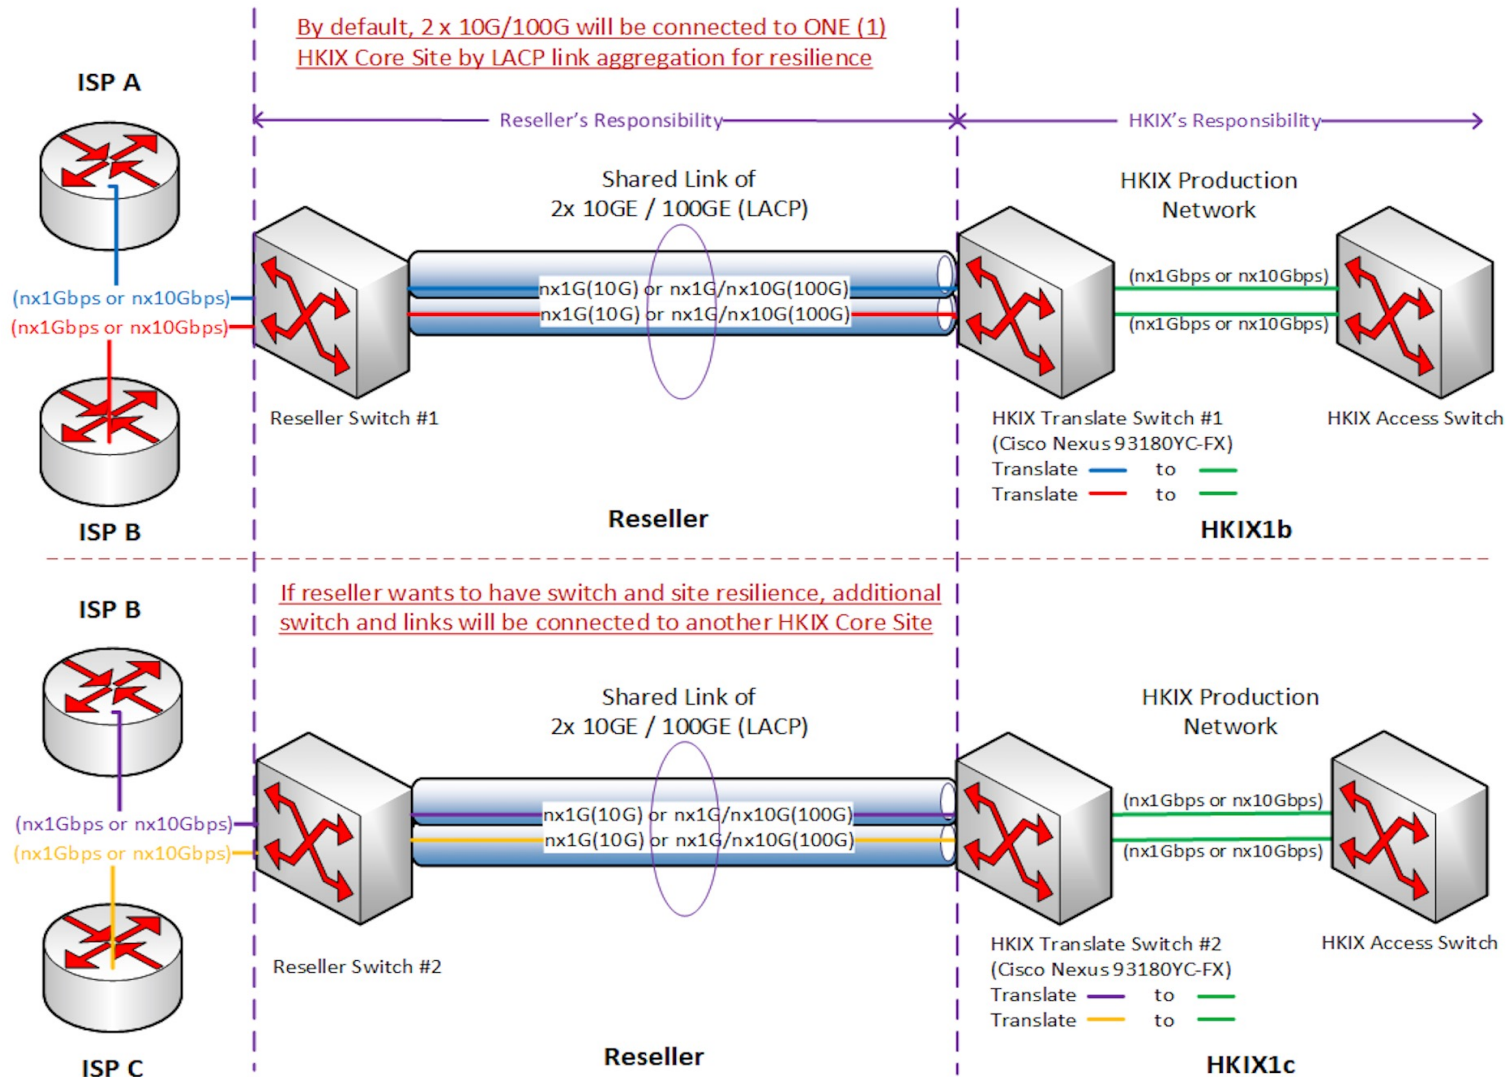 By default, 2 x 10G/100G will be connected to ONE (1)
HKIX Core Site by LACP link aggregation for resilience
ISP A
Reseller's Responsibility
HKIX's Responsibility
Shared Link of
2x 10GE / 100GE (LACP)
HKIX Production
Network
(nx1Gbps or nx10Gbps)
(nx1Gbps or nx10Gbps)
nx1G(10G) or nx1G/nx10G(100G)
nx1G(10G) or nx1G/nx10G(100G)
(nx1Gbps or nx10Gbps)
(nx1Gbps or nx10Gbps)
Reseller Switch #1
HKIX Translate Switch #1
(Cisco Nexus 93180YC-FX)
Translate to
Translate to
HKIX Access Switch
ISP B
Reseller
HKIX1b
If reseller wants to have switch and site resilience, additional
switch and links will be connected to another HKIX Core Site
ISP B
Shared Link of
2x 10GE / 100GE (LACP)
HKIX Production
Network
(nx1Gbps or nx10Gbps)
(nx1Gbps or nx10Gbps)
nx1G(10G) or nx1G/nx10G(100G)
nx1G(10G) or nx1G/nx10G(100G)
(nx1Gbps or nx10Gbps)
(nx1Gbps or nx10Gbps)
Reseller Switch #2
HKIX Translate Switch #2
(Cisco Nexus 93180YC-FX)
Translate to
Translate to
HKIX Access Switch
ISP C
Reseller
HKIX1c